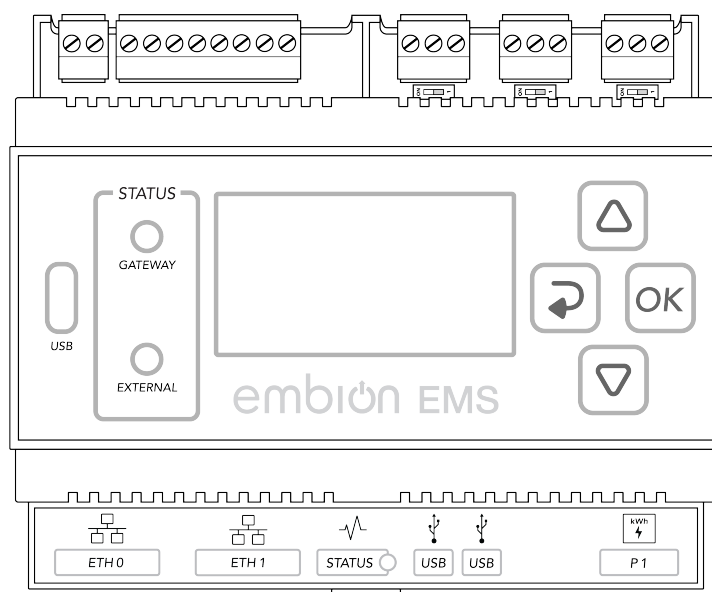 STATUS
GATEWAY
USB
EXTERNAL
OK
embion EMS
kWh
ETH 0
ETH 1
STATUS
USB
USB
P 1